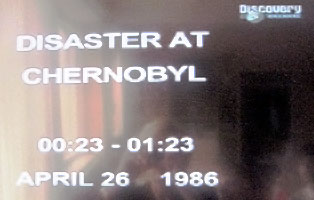 Discovery
DISASTER AT
CHERNOBYL
00:23 - 01:23
APRIL 26 1986